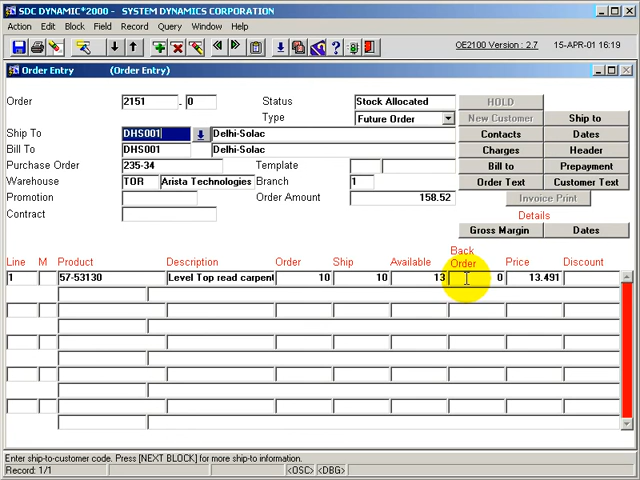 SDC DYNAMIC*2000 - SYSTEM DYNAMICS CORPORATION
Action Edit Block Field Record Query Window Help
OE2100 Version : 2.7 15-APR-01 16:19
Order Entry (Order Entry)
Order 2151 . 0 Status Stock Allocated HOLD
Type Future Order New Customer Ship to
Ship To DHS001 Delhi-Solac Contacts Dates
Bill To DHS001 Delhi-Solac Charges Header
Purchase Order 235-34 Template Bill to Prepayment
Warehouse TOR Arista Technologies Branch 1 Order Text Customer Text
Promotion Order Amount 158.52 Invoice Print
Contract Details
Gross Margin Dates
Line M Product Description Order Ship Available Back Order Price Discount
1 57-53130 Level Top read carpent 10 10 13 0 13.491
Enter ship-to-customer code. Press [NEXT BLOCK] for more ship-to information.
Record: 1/1 <OSC> <DBG>